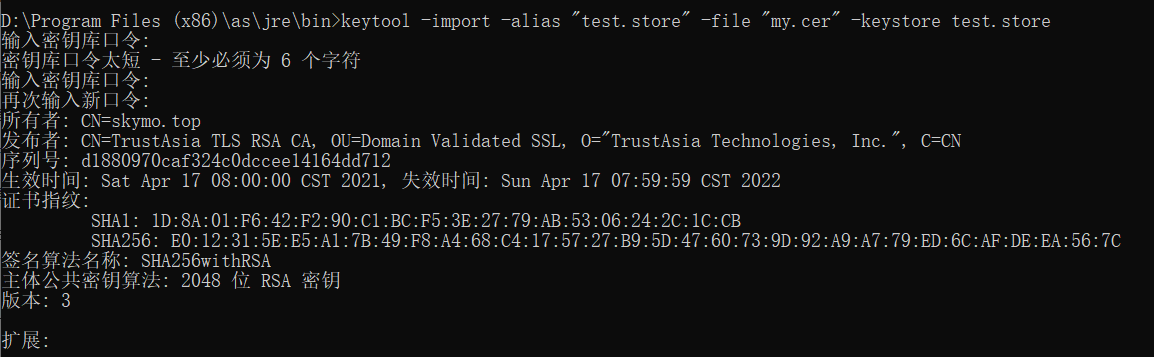 D:\Program Files (x86)\as\jre\bin>keytool -import -alias "test.store" -file "my.cer" -keystore test.store
输入密钥库口令:
密钥库口令太短 - 至少必须为 6 个字符
输入密钥库口令:
再次输入新口令:
所有者: CN=skymo.top
发布者: CN=TrustAsia TLS RSA CA, OU=Domain Validated SSL, O="TrustAsia Technologies, Inc.", C=CN
序列号: d1880970caf324c0dccee14164dd712
生效时间: Sat Apr 17 08:00:00 CST 2021, 失效时间: Sun Apr 17 07:59:59 CST 2022
证书指纹:
SHA1: 1D:8A:01:F6:42:F2:90:C1:BC:F5:3E:27:79:AB:53:06:24:2C:1C:CB
SHA256: E0:12:31:5E:E5:A1:7B:49:F8:A4:68:C4:17:57:27:B9:5D:47:60:73:9D:92:A9:A7:79:ED:6C:AF:DE:EA:56:7C
签名算法名称: SHA256withRSA
主体公共密钥算法: 2048 位 RSA 密钥
版本: 3
扩展: